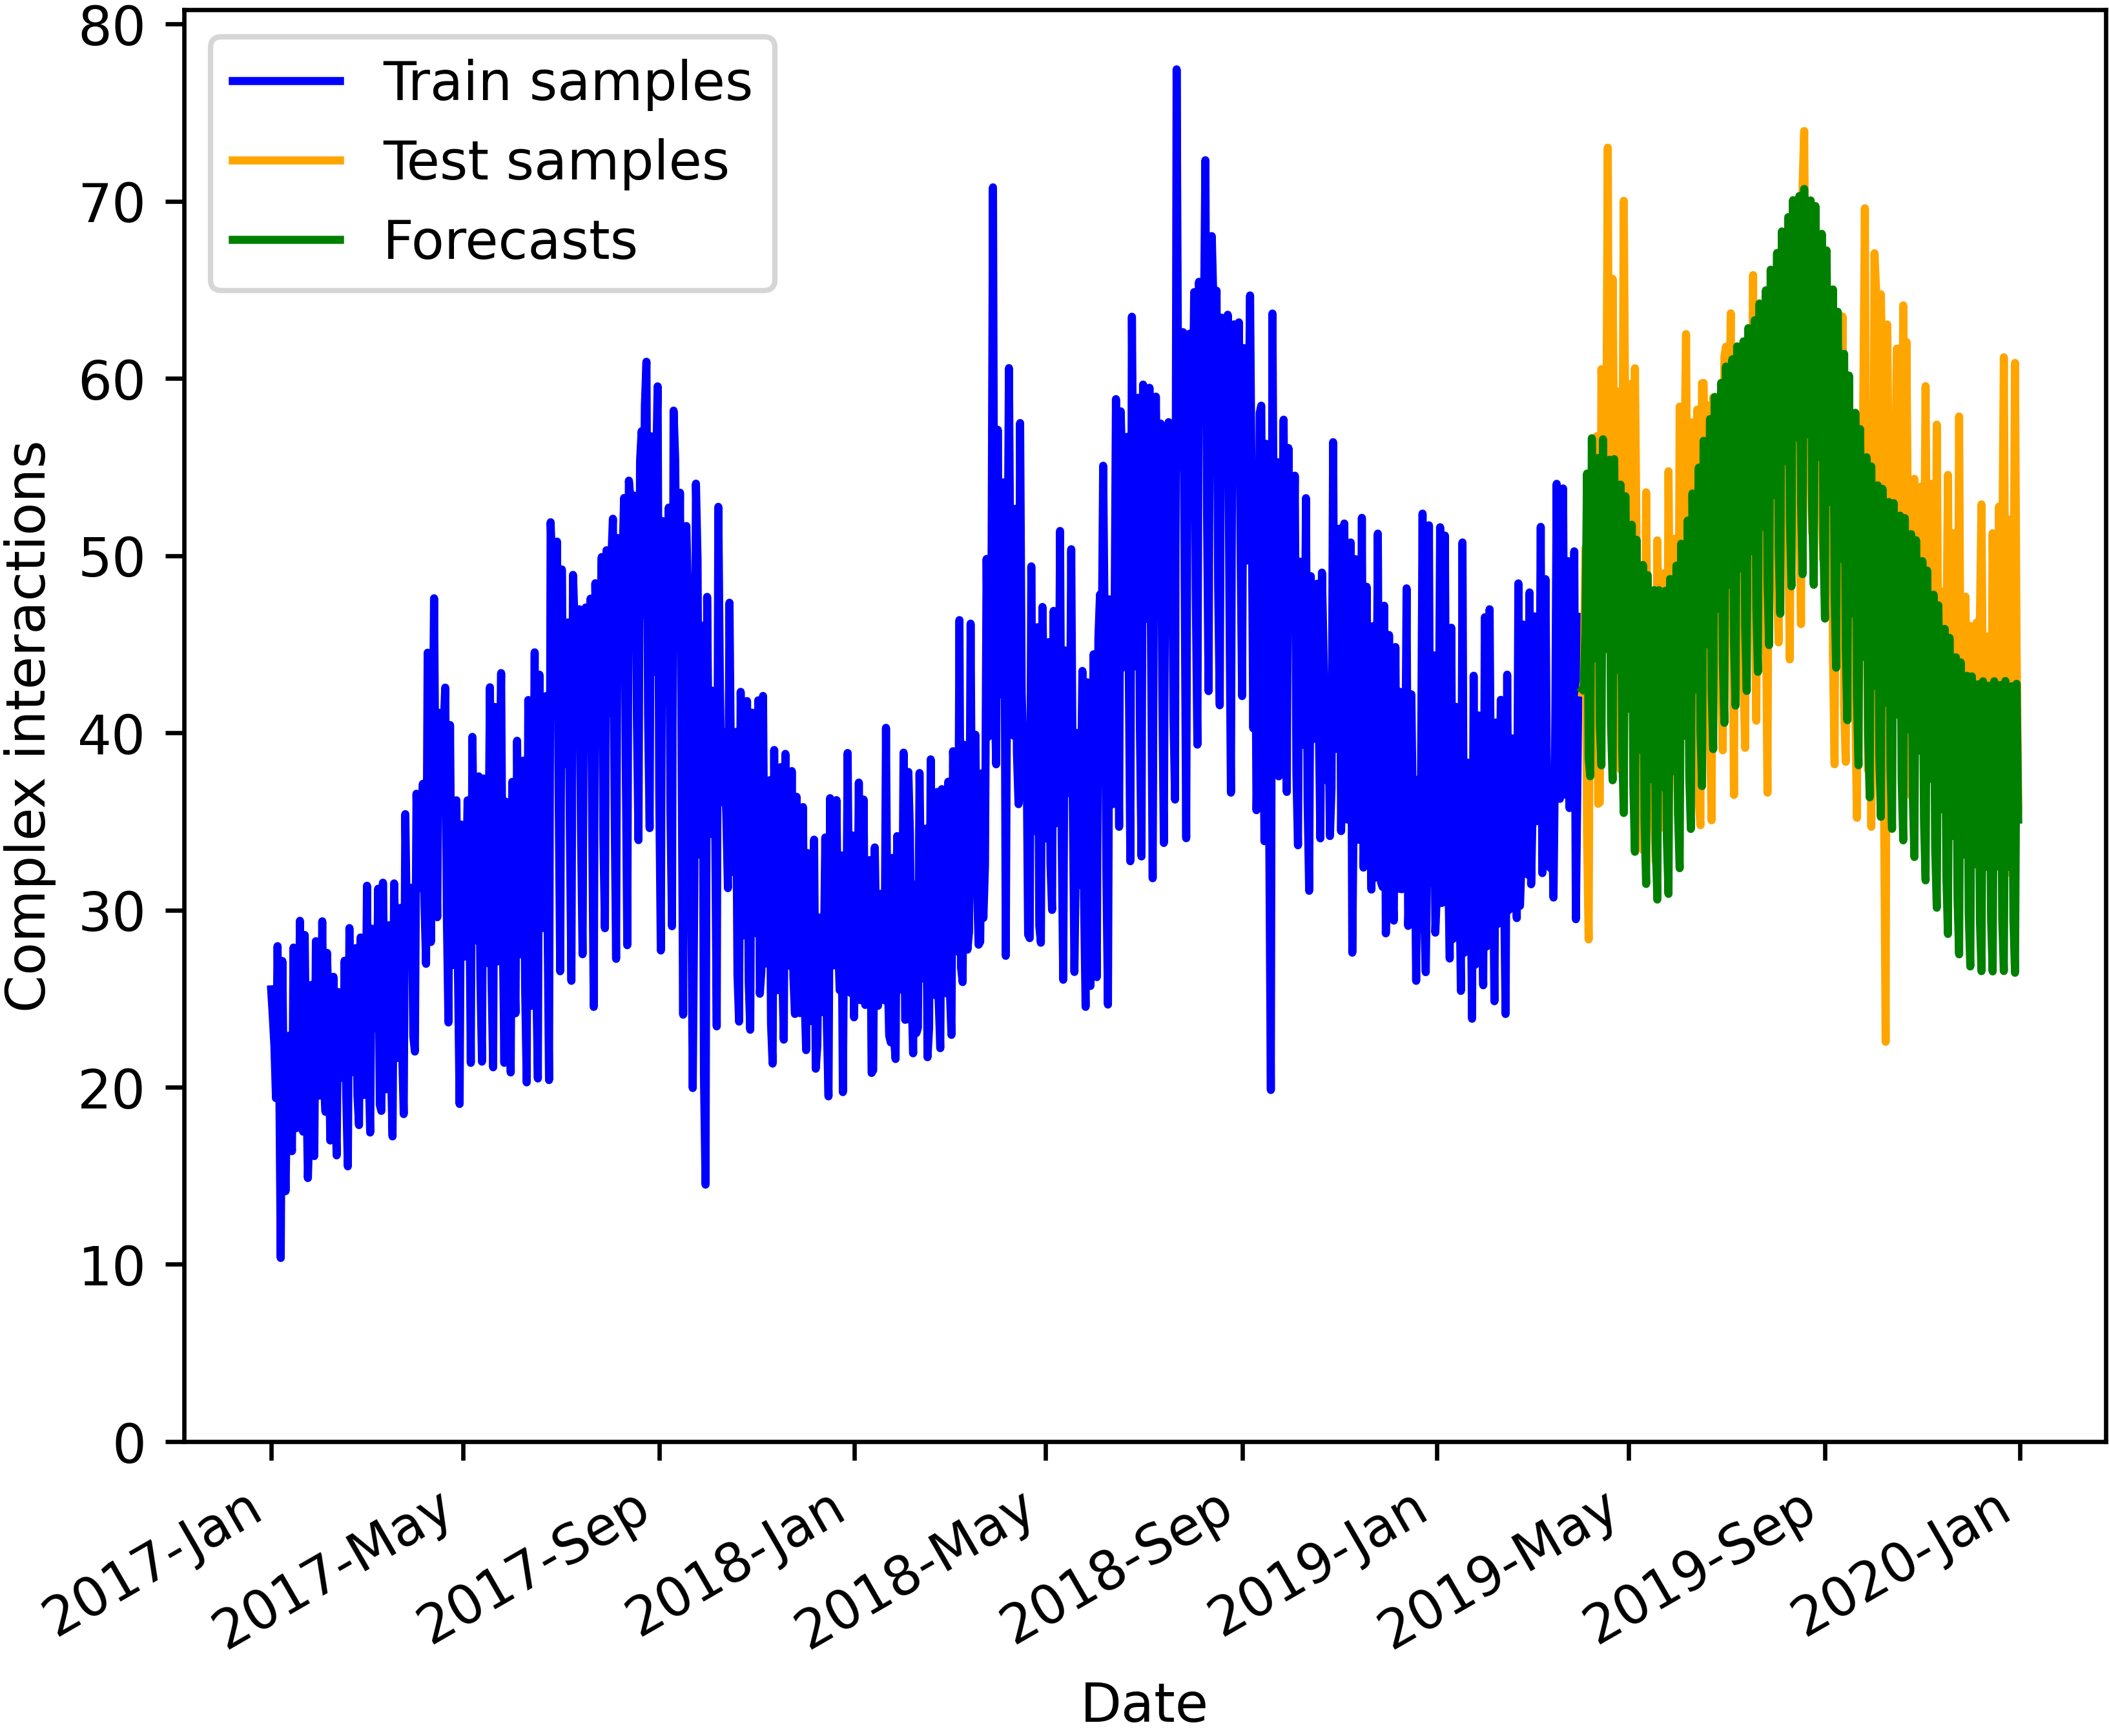 Train samples
Test samples
Forecasts
Complex interactions
80
70
60
50
40
30
20
10
0
2017-Jan
2017-May
2017-Sep
2018-Jan
2018-May
2018-Sep
2019-Jan
2019-May
2019-Sep
2020-Jan
Date